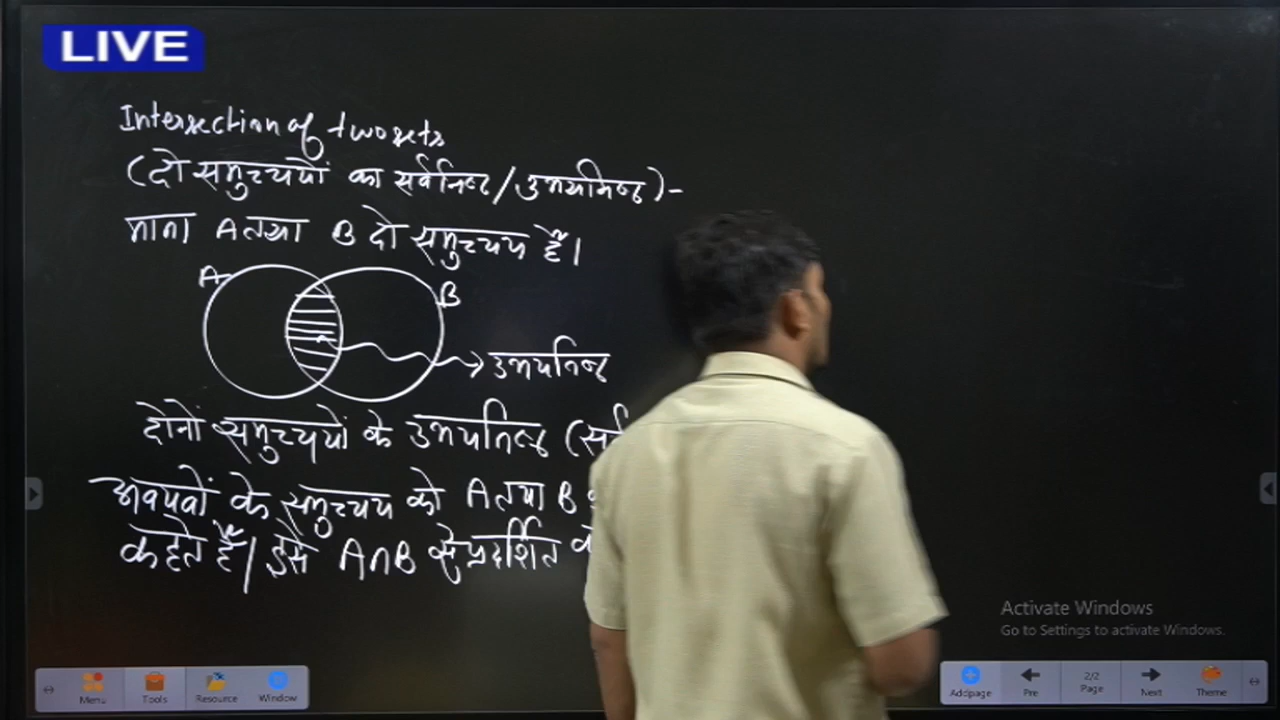 LIVE
Intersection of two sets
(दो समुच्चयों का सर्वनिष्ठ/उभयनिष्ठ)-
माना A तथा B दो समुच्चय हैं।
A
B
उभयनिष्ठ
दोनों समुच्चयों के उभयनिष्ठ (सर्व
अवयवों के समुच्चय को A तथा B
कहते हैं। इसे A∩B से प्रदर्शित
Activate Windows
Go to Settings to activate Windows.
Menu Tools Resource Window
Addpage Pre 2/2 Page Next Theme